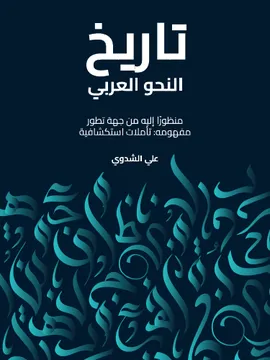 تاريخ
النحو العربي
منظورًا إليه من جهة تطور
مفهومه: تأملات استكشافية
علي الشدوي